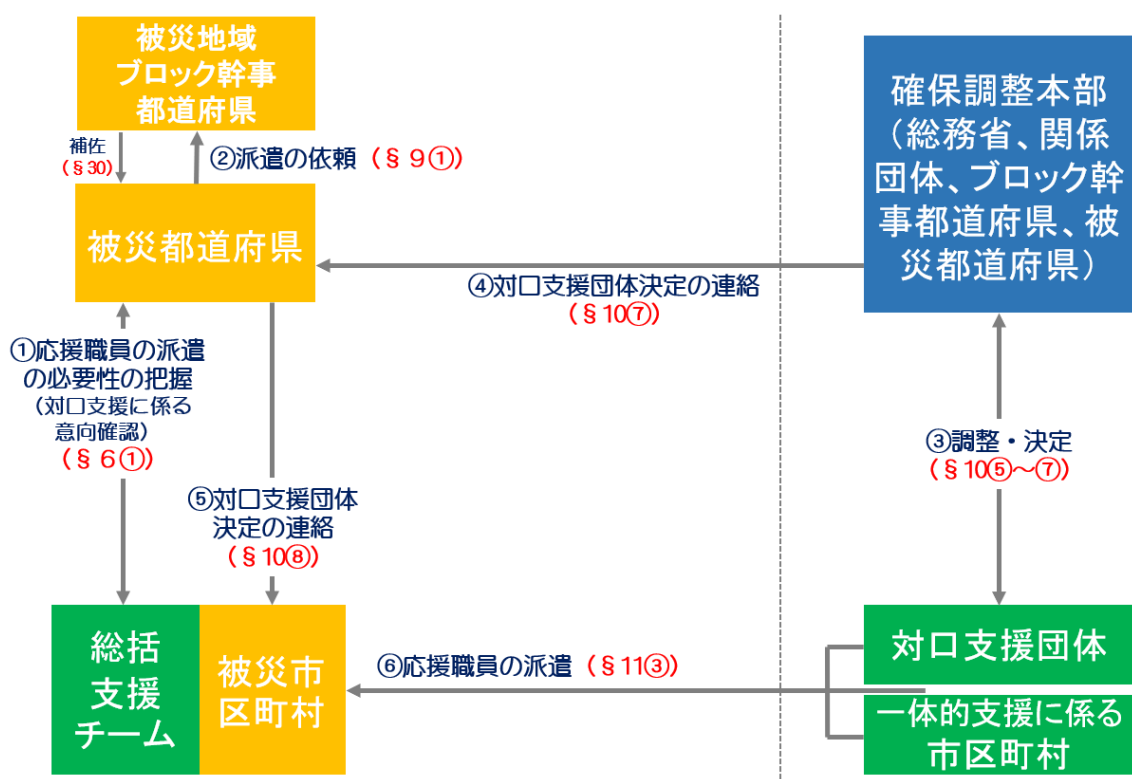 被災地域
ブロック幹事
都道府県
確保調整本部
（総務省、関係
団体、ブロック幹
事都道府県、被
災都道府県）
補佐
（§30）
②派遣の依頼（§９①）
被災都道府県
④対口支援団体決定の連絡
（§10⑦）
①応援職員の派遣
の必要性の把握
（対口支援に係る
意向確認）
（§６①）
③調整・決定
（§10⑤～⑦）
⑤対口支援団体
決定の連絡
（§10⑧）
総括
支援
チーム
被災市
区町村
⑥応援職員の派遣（§11③）
対口支援団体
一体的支援に係る
市区町村